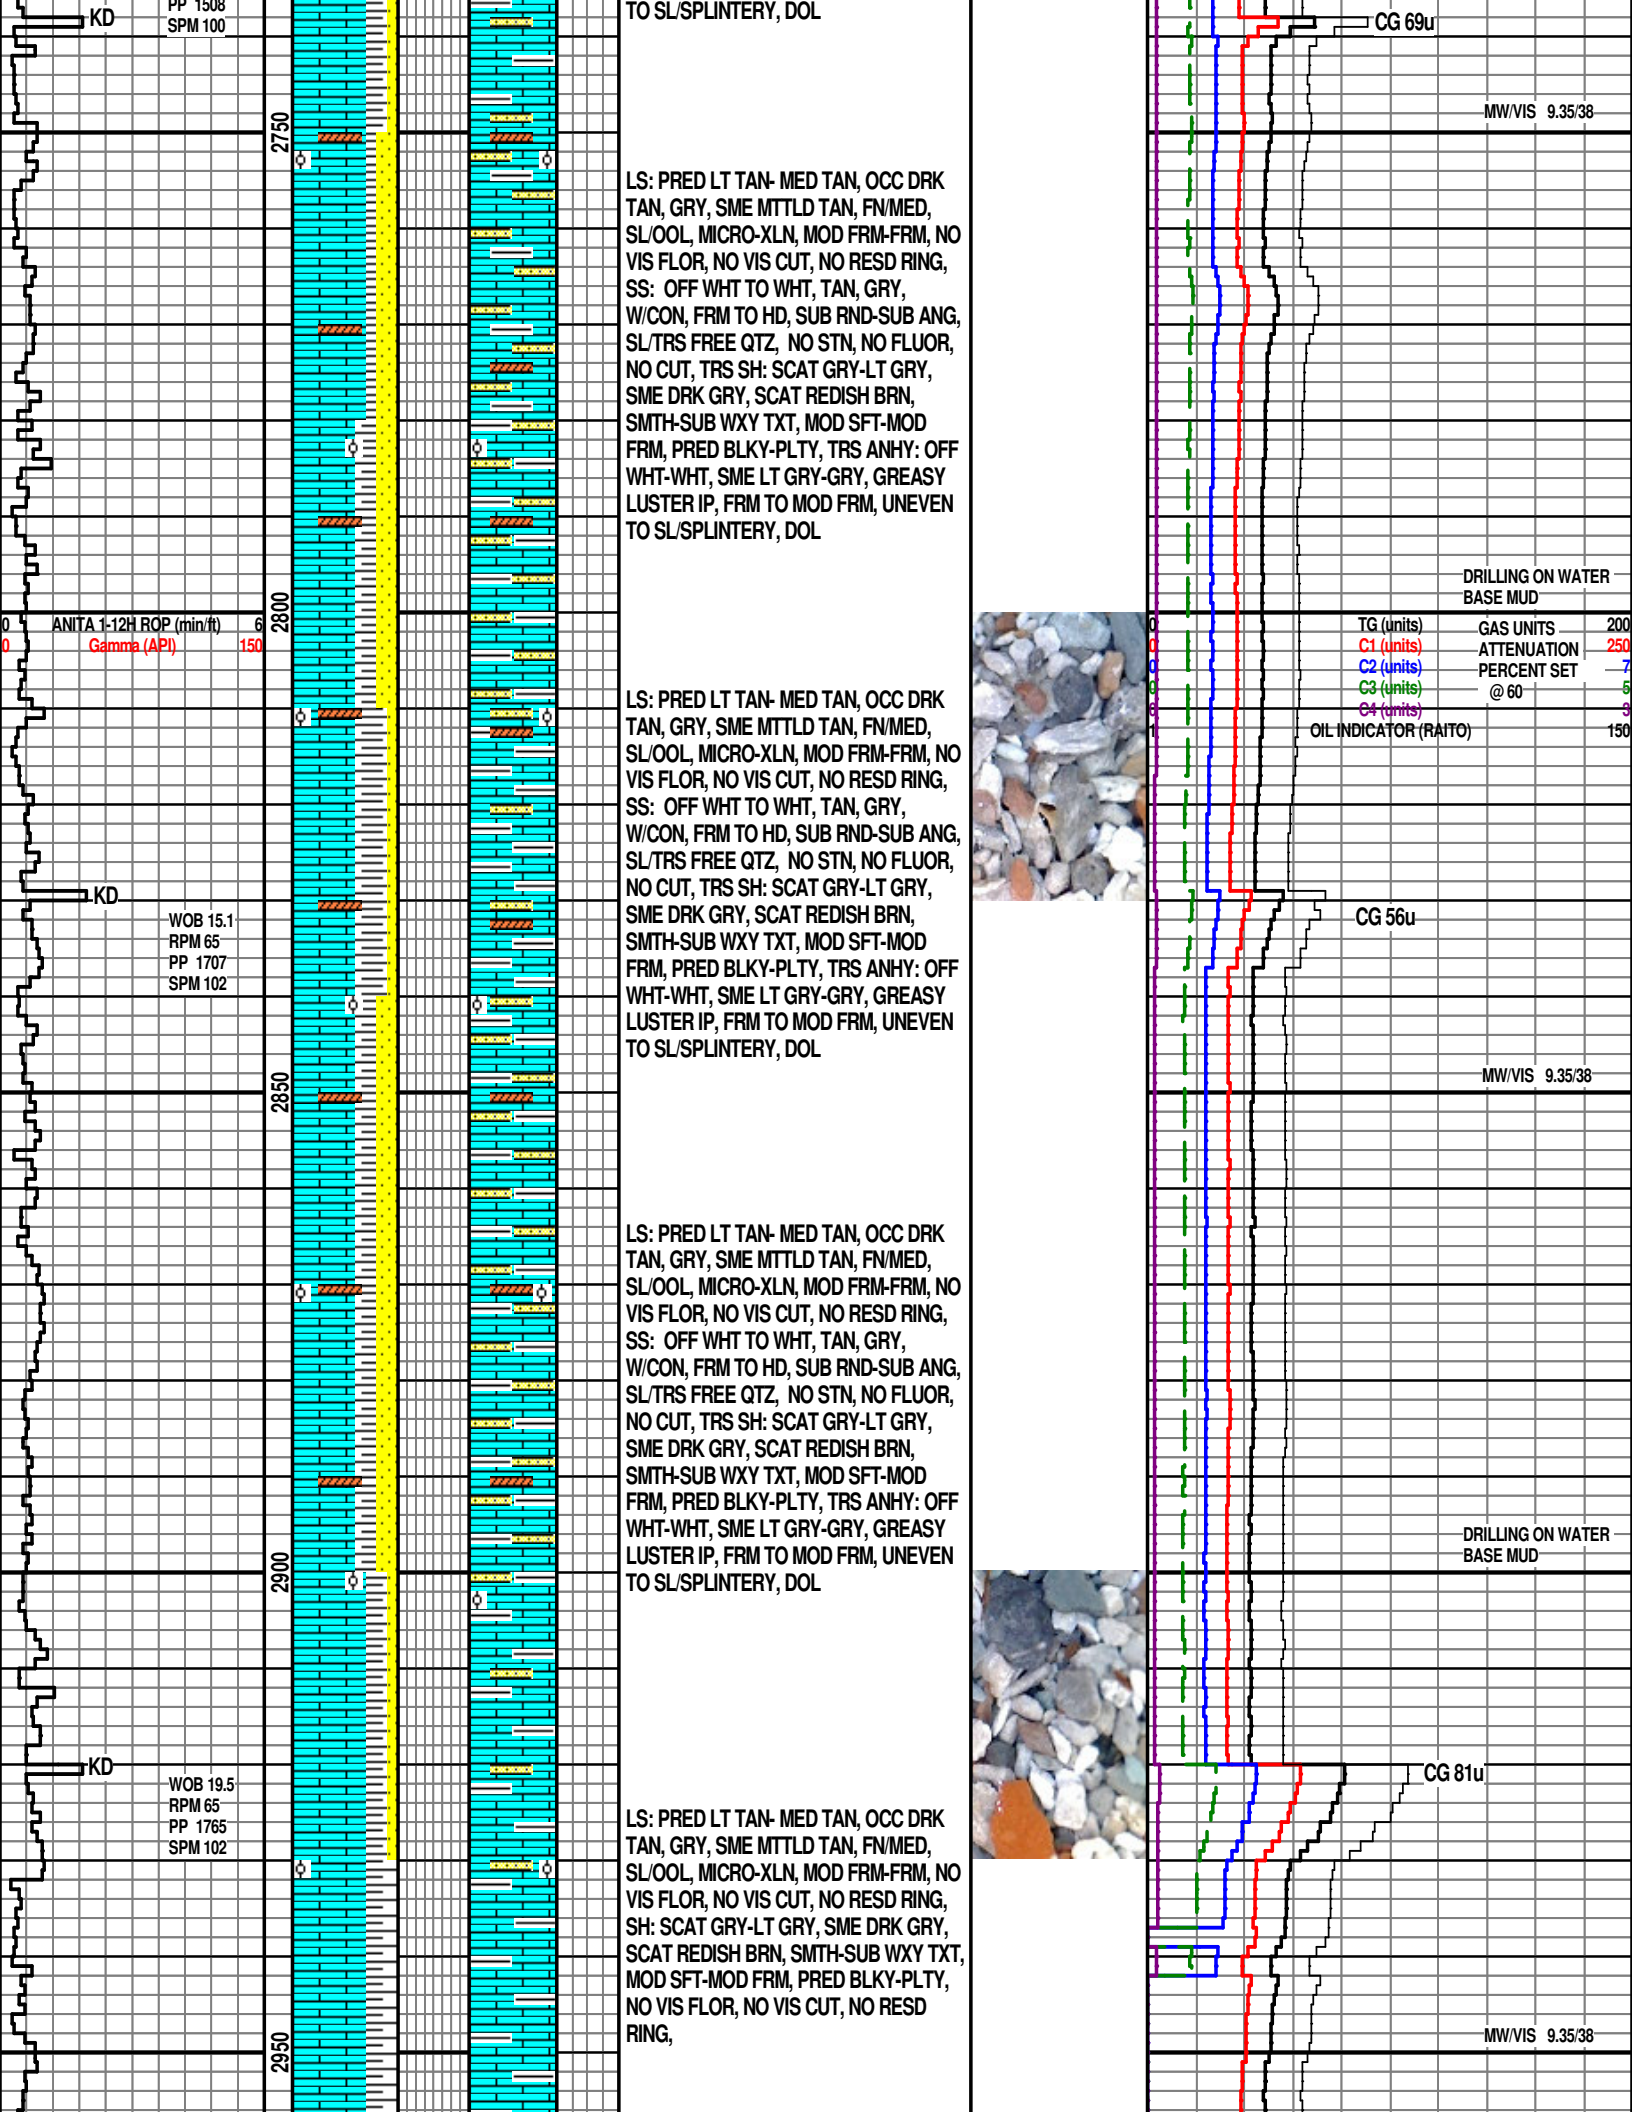 PP 1508
KD
SPM 100
TO SL/SPLINTERY, DOL
CG 69u
MW/VIS 9.35/38
2750
LS: PRED LT TAN- MED TAN, OCC DRK
TAN, GRY, SME MTTLD TAN, FN/MED,
SL/OOL, MICRO-XLN, MOD FRM-FRM, NO
VIS FLOR, NO VIS CUT, NO RESD RING,
SS: OFF WHT TO WHT, TAN, GRY,
W/CON, FRM TO HD, SUB RND-SUB ANG,
SL/TRS FREE QTZ, NO STN, NO FLUOR,
NO CUT, TRS SH: SCAT GRY-LT GRY,
SME DRK GRY, SCAT REDISH BRN,
SMTH-SUB WXY TXT, MOD SFT-MOD
FRM, PRED BLKY-PLTY, TRS ANHY: OFF
WHT-WHT, SME LT GRY-GRY, GREASY
LUSTER IP, FRM TO MOD FRM, UNEVEN
TO SL/SPLINTERY, DOL
DRILLING ON WATER
BASE MUD
2800
0 ANITA 1-12H ROP (min/ft) 6
0 Gamma (API) 150
0 TG (units) 200
0 C1 (units) 250
0 C2 (units) 7
0 C3 (units) 5
0 C4 (units) 3
1 OIL INDICATOR (RAITO) 150
GAS UNITS
ATTENUATION
PERCENT SET
@ 60
LS: PRED LT TAN- MED TAN, OCC DRK
TAN, GRY, SME MTTLD TAN, FN/MED,
SL/OOL, MICRO-XLN, MOD FRM-FRM, NO
VIS FLOR, NO VIS CUT, NO RESD RING,
SS: OFF WHT TO WHT, TAN, GRY,
W/CON, FRM TO HD, SUB RND-SUB ANG,
SL/TRS FREE QTZ, NO STN, NO FLUOR,
NO CUT, TRS SH: SCAT GRY-LT GRY,
SME DRK GRY, SCAT REDISH BRN,
SMTH-SUB WXY TXT, MOD SFT-MOD
FRM, PRED BLKY-PLTY, TRS ANHY: OFF
WHT-WHT, SME LT GRY-GRY, GREASY
LUSTER IP, FRM TO MOD FRM, UNEVEN
TO SL/SPLINTERY, DOL
KD
WOB 15.1
RPM 65
PP 1707
SPM 102
CG 56u
MW/VIS 9.35/38
2850
LS: PRED LT TAN- MED TAN, OCC DRK
TAN, GRY, SME MTTLD TAN, FN/MED,
SL/OOL, MICRO-XLN, MOD FRM-FRM, NO
VIS FLOR, NO VIS CUT, NO RESD RING,
SS: OFF WHT TO WHT, TAN, GRY,
W/CON, FRM TO HD, SUB RND-SUB ANG,
SL/TRS FREE QTZ, NO STN, NO FLUOR,
NO CUT, TRS SH: SCAT GRY-LT GRY,
SME DRK GRY, SCAT REDISH BRN,
SMTH-SUB WXY TXT, MOD SFT-MOD
FRM, PRED BLKY-PLTY, TRS ANHY: OFF
WHT-WHT, SME LT GRY-GRY, GREASY
LUSTER IP, FRM TO MOD FRM, UNEVEN
TO SL/SPLINTERY, DOL
DRILLING ON WATER
BASE MUD
2900
KD
WOB 19.5
RPM 65
PP 1765
SPM 102
CG 81u
LS: PRED LT TAN- MED TAN, OCC DRK
TAN, GRY, SME MTTLD TAN, FN/MED,
SL/OOL, MICRO-XLN, MOD FRM-FRM, NO
VIS FLOR, NO VIS CUT, NO RESD RING,
SH: SCAT GRY-LT GRY, SME DRK GRY,
SCAT REDISH BRN, SMTH-SUB WXY TXT,
MOD SFT-MOD FRM, PRED BLKY-PLTY,
NO VIS FLOR, NO VIS CUT, NO RESD
RING,
MW/VIS 9.35/38
2950